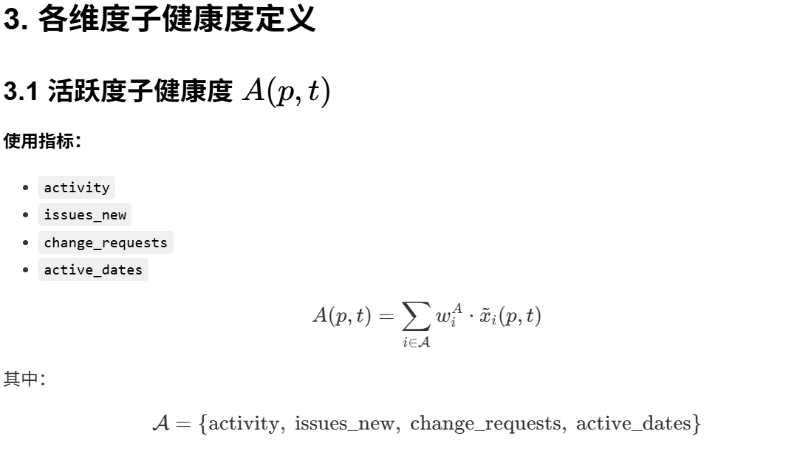 3. 各维度子健康度定义
3.1 活跃度子健康度 A(p, t)
使用指标：
• activity
• issues_new
• change_requests
• active_dates
A(p, t) = ∑_{i∈𝒜} w_i^A · x̃_i(p, t)
其中：
𝒜 = {activity, issues_new, change_requests, active_dates}